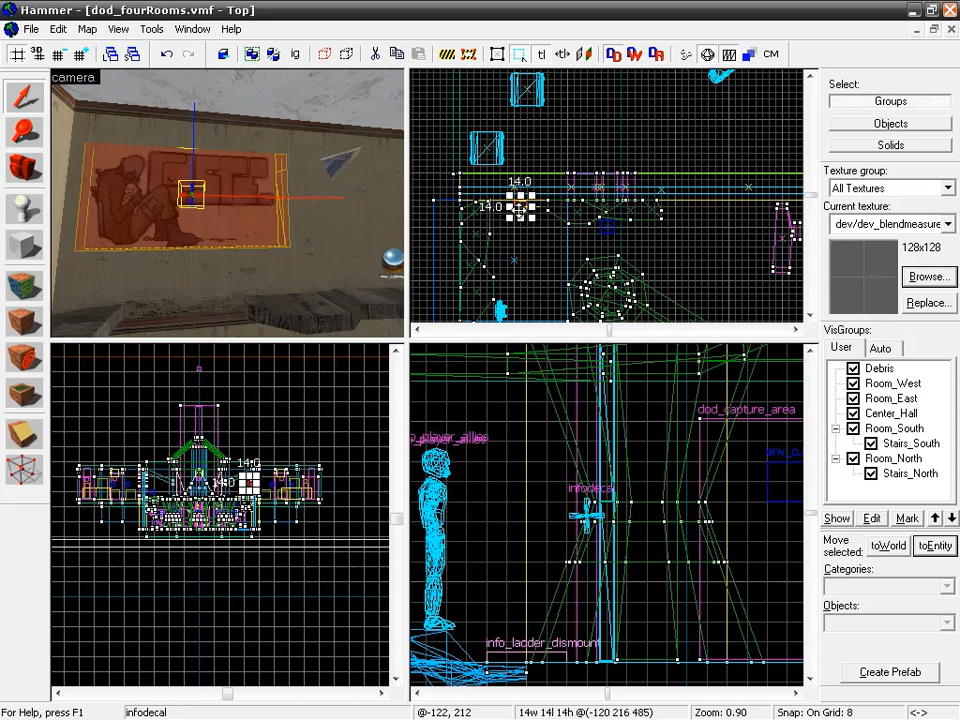 Hammer - [dod_fourRooms.vmf - Top]
File Edit Map View Tools Window Help
3D ig tl +tl+ CM
camera
14.0
14.0
Select:
Groups
Objects
Solids
Texture group:
All Textures
Current texture:
dev/dev_blendmeasure
128x128
Browse...
Replace...
VisGroups:
User Auto
Debris
Room_West
Room_East
Center_Hall
Room_South
Stairs_South
Room_North
Stairs_North
Show Edit Mark
Move selected: toWorld toEntity
Categories:
Objects:
Create Prefab
14.0
14.0
dod_capture_area
infodecal
info_ladder_dismount
For Help, press F1 infodecal @-122, 212 14w 14l 14h @(-120 216 485) Zoom: 0.90 Snap: On Grid: 8 <->